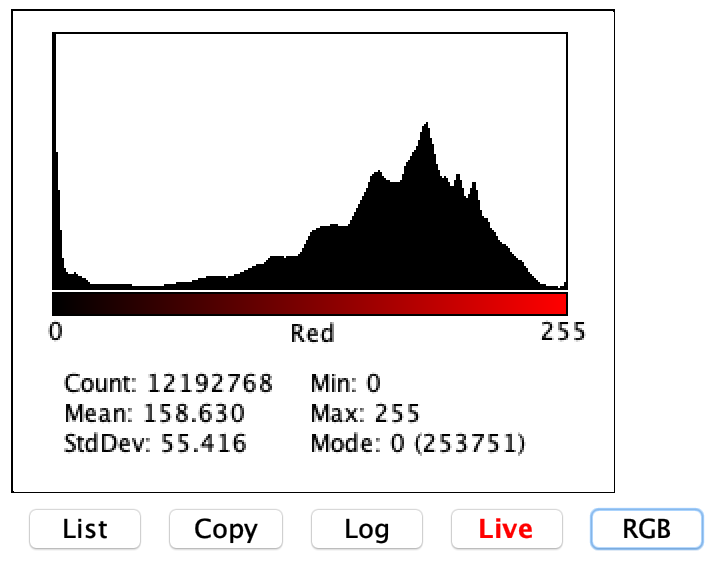 0 Red 255
Count: 12192768 Min: 0
Mean: 158.630 Max: 255
StdDev: 55.416 Mode: 0 (253751)
List Copy Log Live RGB